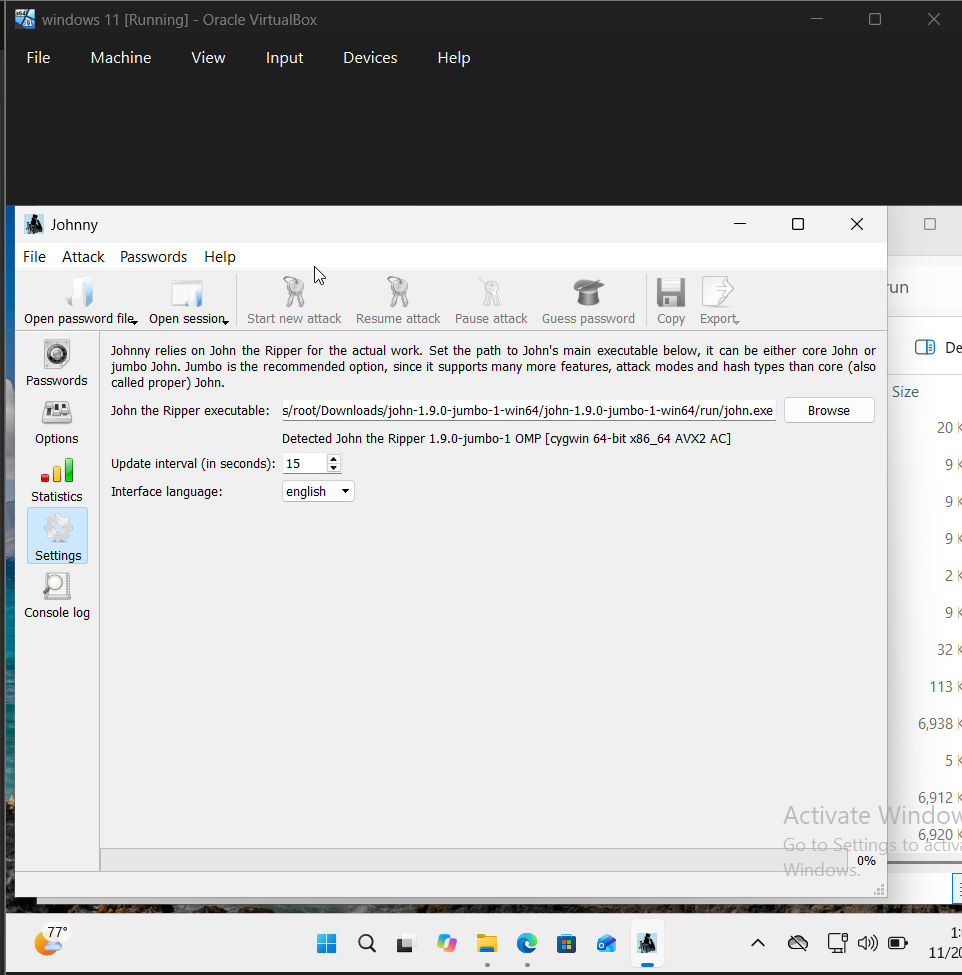 windows 11 [Running] - Oracle VirtualBox
File Machine View Input Devices Help
Johnny
File Attack Passwords Help
Open password file Open session Start new attack Resume attack Pause attack Guess password Copy Export
Passwords
Options
Statistics
Settings
Console log
Johnny relies on John the Ripper for the actual work. Set the path to John's main executable below, it can be either core John or
jumbo John. Jumbo is the recommended option, since it supports many more features, attack modes and hash types than core (also
called proper) John.
John the Ripper executable: s/root/Downloads/john-1.9.0-jumbo-1-win64/john-1.9.0-jumbo-1-win64/run/john.exe Browse
Detected John the Ripper 1.9.0-jumbo-1 OMP [cygwin 64-bit x86_64 AVX2 AC]
Update interval (in seconds): 15
Interface language: english
0%
Size
20
9
9
9
2
9
32
113
6,938
5
6,912
6,920
Activate Window
Go to Settings to activa
Windows.
77°
1:
11/20